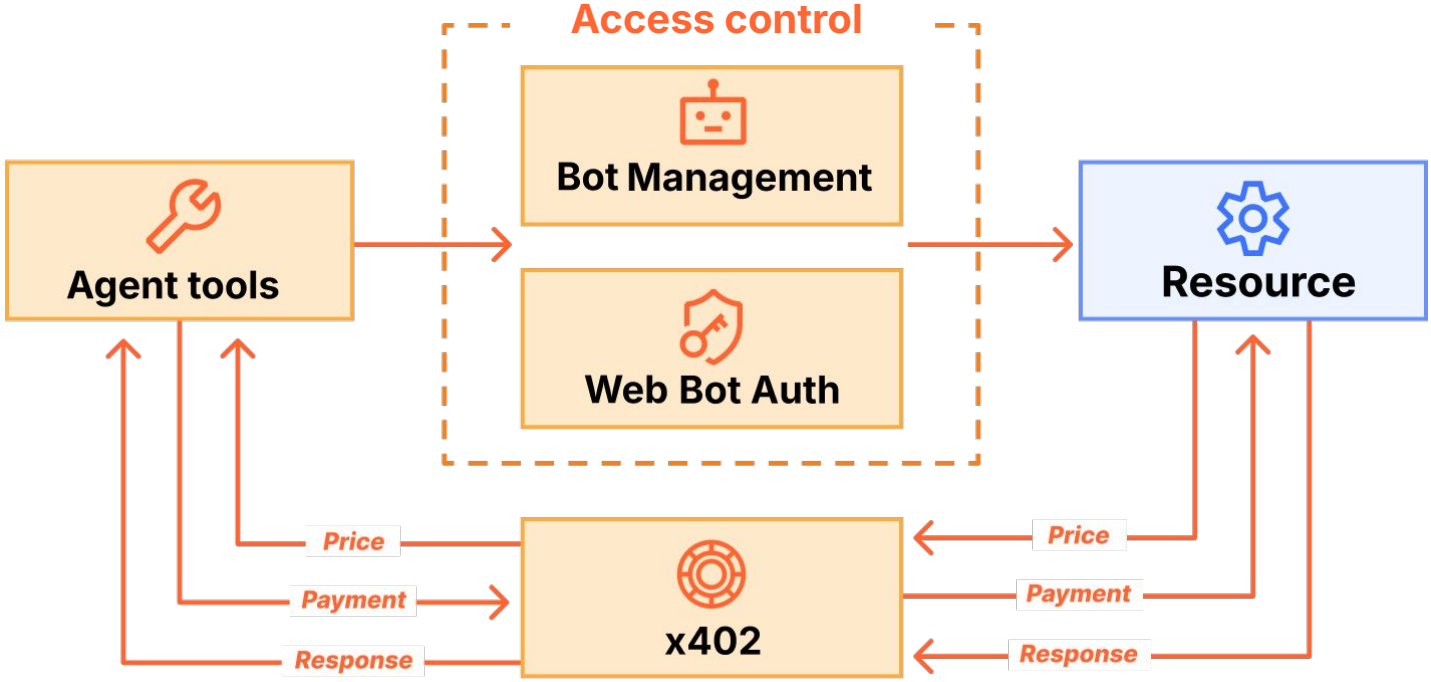 Access control
Bot Management
Agent tools
Resource
Web Bot Auth
Price
Price
Payment
Payment
x402
Response
Response